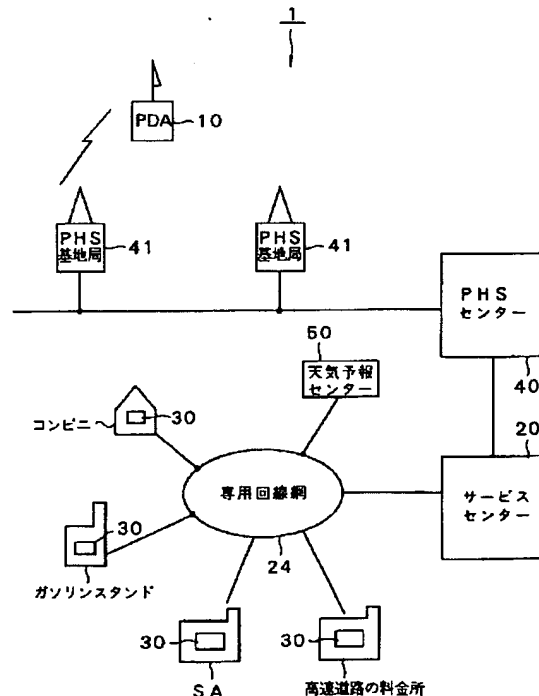 1
PDA
10
PHS
基地局
41
PHS
基地局
41
PHS
センター
40
50
天気予報
センター
コンビニ
30
20
専用回線網
サービス
センター
24
30
ガソリンスタンド
30
SA
30
高速道路の料金所